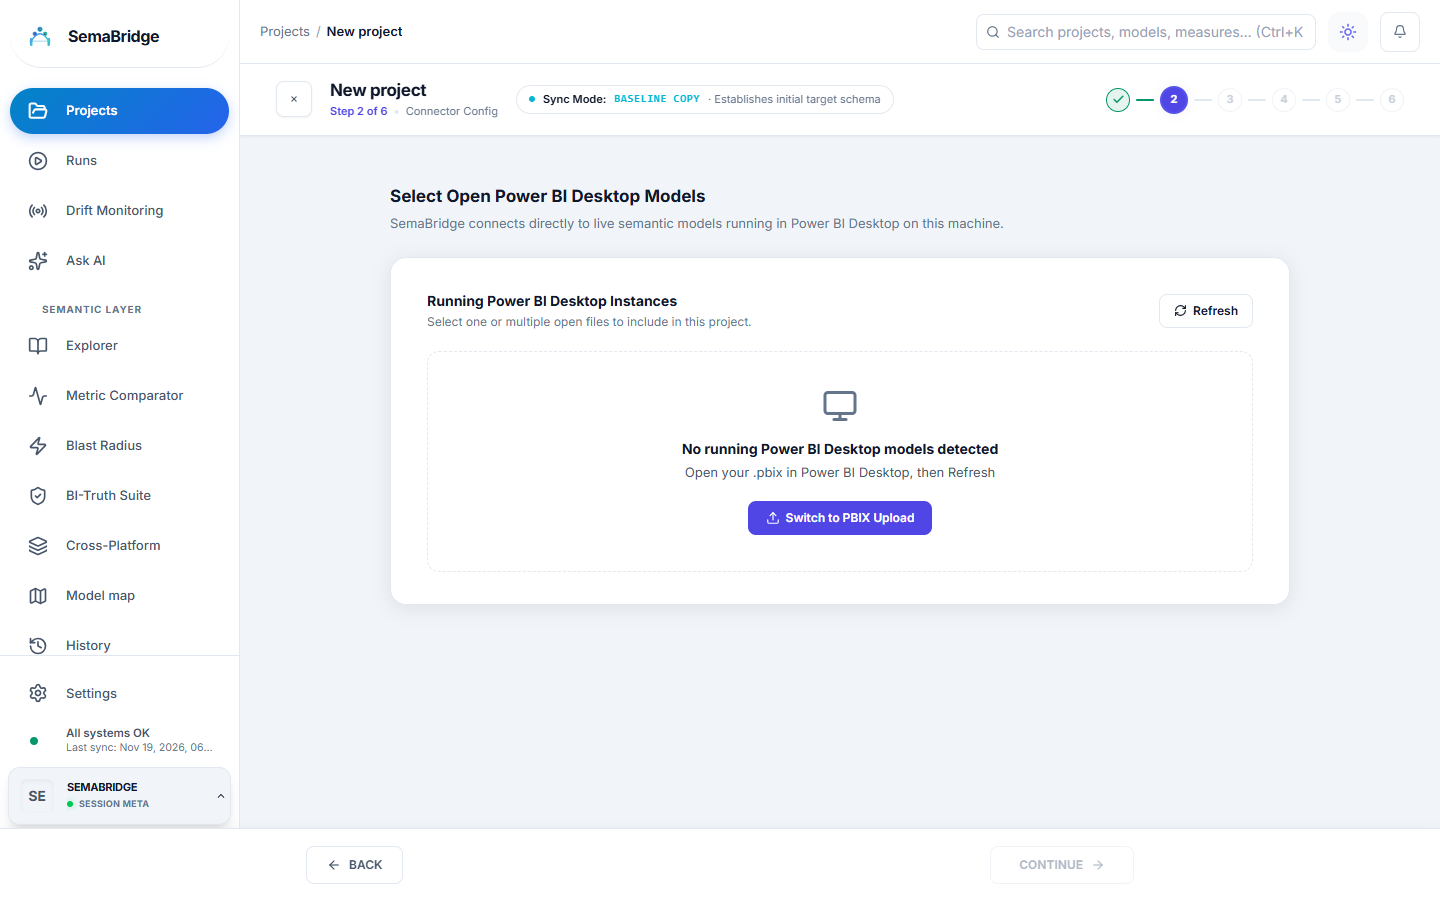 SemaBridge
Projects / New project
Search projects, models, measures... (Ctrl+K
Projects
Runs
Drift Monitoring
Ask AI
SEMANTIC LAYER
Explorer
Metric Comparator
Blast Radius
BI-Truth Suite
Cross-Platform
Model map
History
Settings
All systems OK
Last sync: Nov 19, 2026, 06...
SE
SEMABRIDGE
SESSION META
×
New project
Step 2 of 6 • Connector Config
Sync Mode: BASELINE COPY · Establishes initial target schema
2 3 4 5 6
Select Open Power BI Desktop Models
SemaBridge connects directly to live semantic models running in Power BI Desktop on this machine.
Running Power BI Desktop Instances
Select one or multiple open files to include in this project.
Refresh
No running Power BI Desktop models detected
Open your .pbix in Power BI Desktop, then Refresh
Switch to PBIX Upload
BACK
CONTINUE